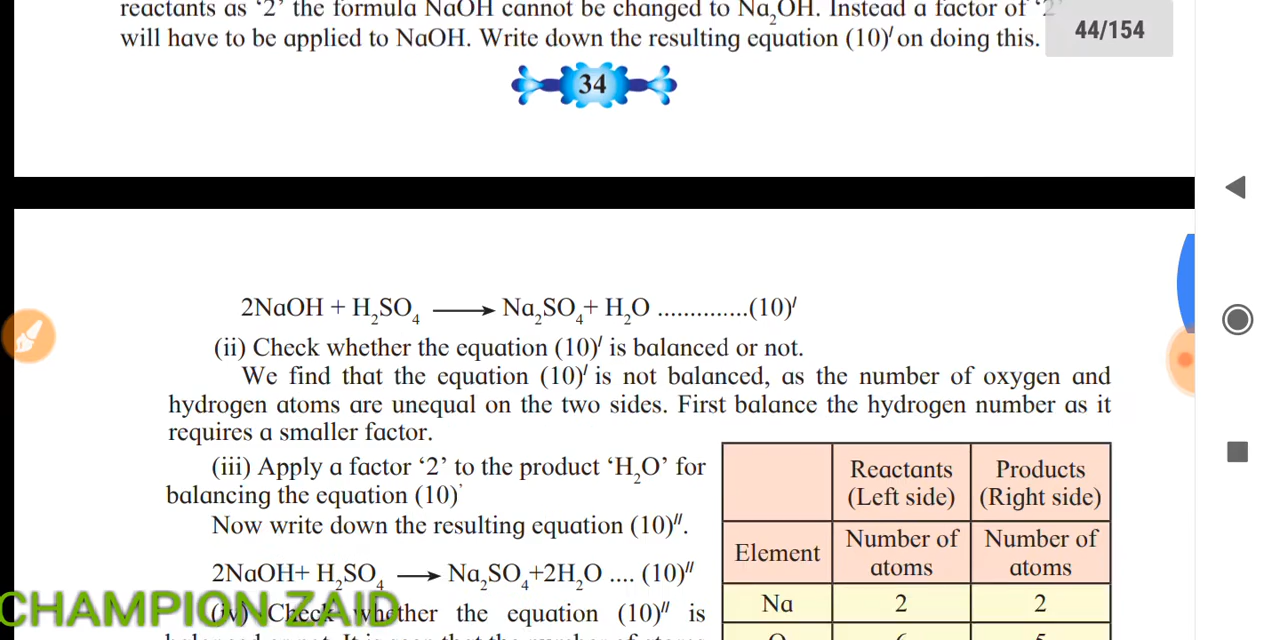 reactants as ‘2’ the formula NaOH cannot be changed to Na₂OH. Instead a factor of ‘2’
44/154
will have to be applied to NaOH. Write down the resulting equation (10)′ on doing this.
34
2NaOH + H₂SO₄ ⟶ Na₂SO₄+ H₂O ..............(10)′
(ii) Check whether the equation (10)′ is balanced or not.
We find that the equation (10)′ is not balanced, as the number of oxygen and
hydrogen atoms are unequal on the two sides. First balance the hydrogen number as it
requires a smaller factor.
(iii) Apply a factor ‘2’ to the product ‘H₂O’ for
balancing the equation (10)’
Now write down the resulting equation (10)″.
2NaOH+ H₂SO₄ ⟶ Na₂SO₄+2H₂O .... (10)″
(iv) Check whether the equation (10)″ is
Reactants Products
(Left side) (Right side)
Element Number of atoms Number of atoms
Na 2 2
CHAMPION ZAID